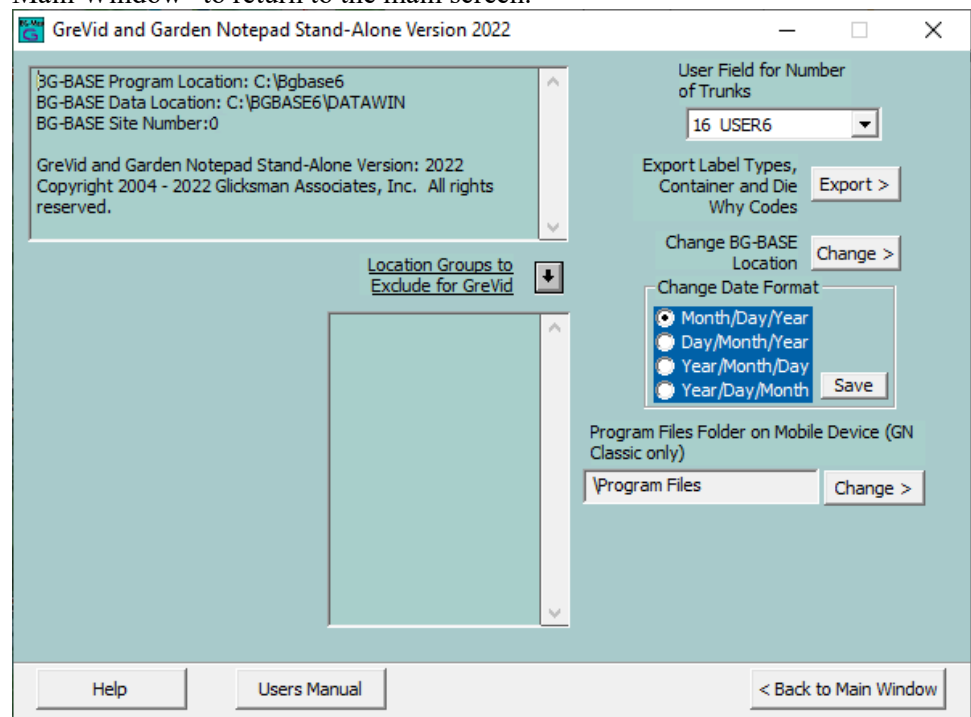 Main Window" to return to the main screen.
GreVid and Garden Notepad Stand-Alone Version 2022
BG-BASE Program Location: C:\Bgbase6
BG-BASE Data Location: C:\BGBASE6\DATAWIN
BG-BASE Site Number:0
GreVid and Garden Notepad Stand-Alone Version: 2022
Copyright 2004 - 2022 Glicksman Associates, Inc. All rights
reserved.
Location Groups to
Exclude for GreVid
User Field for Number
of Trunks
16 USER6
Export Label Types,
Container and Die
Why Codes
Export >
Change BG-BASE
Location
Change >
Change Date Format
Month/Day/Year
Day/Month/Year
Year/Month/Day
Year/Day/Month
Save
Program Files Folder on Mobile Device (GN
Classic only)
\Program Files
Change >
Help
Users Manual
< Back to Main Window